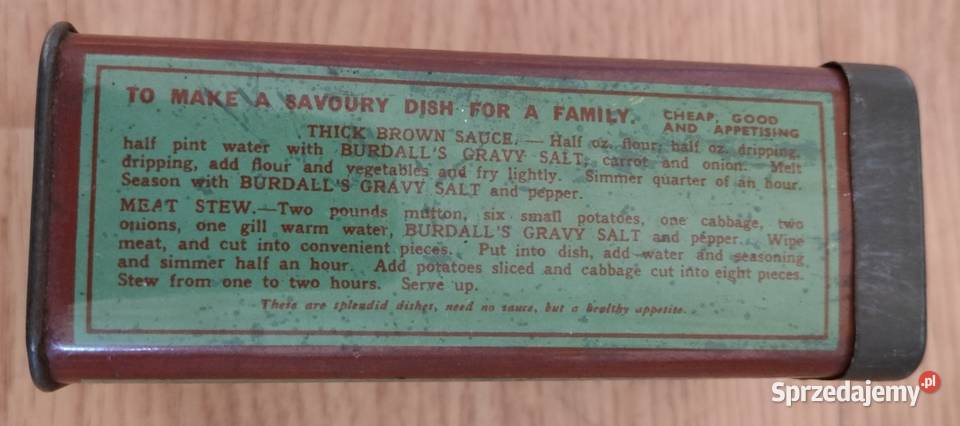 TO MAKE A SAVOURY DISH FOR A FAMILY. CHEAP, GOOD AND APPETISING
THICK BROWN SAUCE.—Half oz. flour, half oz. dripping,
half pint water with BURDALL'S GRAVY SALT, carrot and onion. Melt
dripping, add flour and vegetables and fry lightly. Simmer quarter of an hour.
Season with BURDALL'S GRAVY SALT and pepper.
MEAT STEW.—Two pounds mutton, six small potatoes, one cabbage, two
onions, one gill warm water, BURDALL'S GRAVY SALT and pepper. Wipe
meat, and cut into convenient pieces. Put into dish, add water and seasoning
and simmer half an hour. Add potatoes sliced and cabbage cut into eight pieces.
Stew from one to two hours. Serve up.
These are splendid dishes, need no sauce, but a healthy appetite.
Sprzedajemy.pl